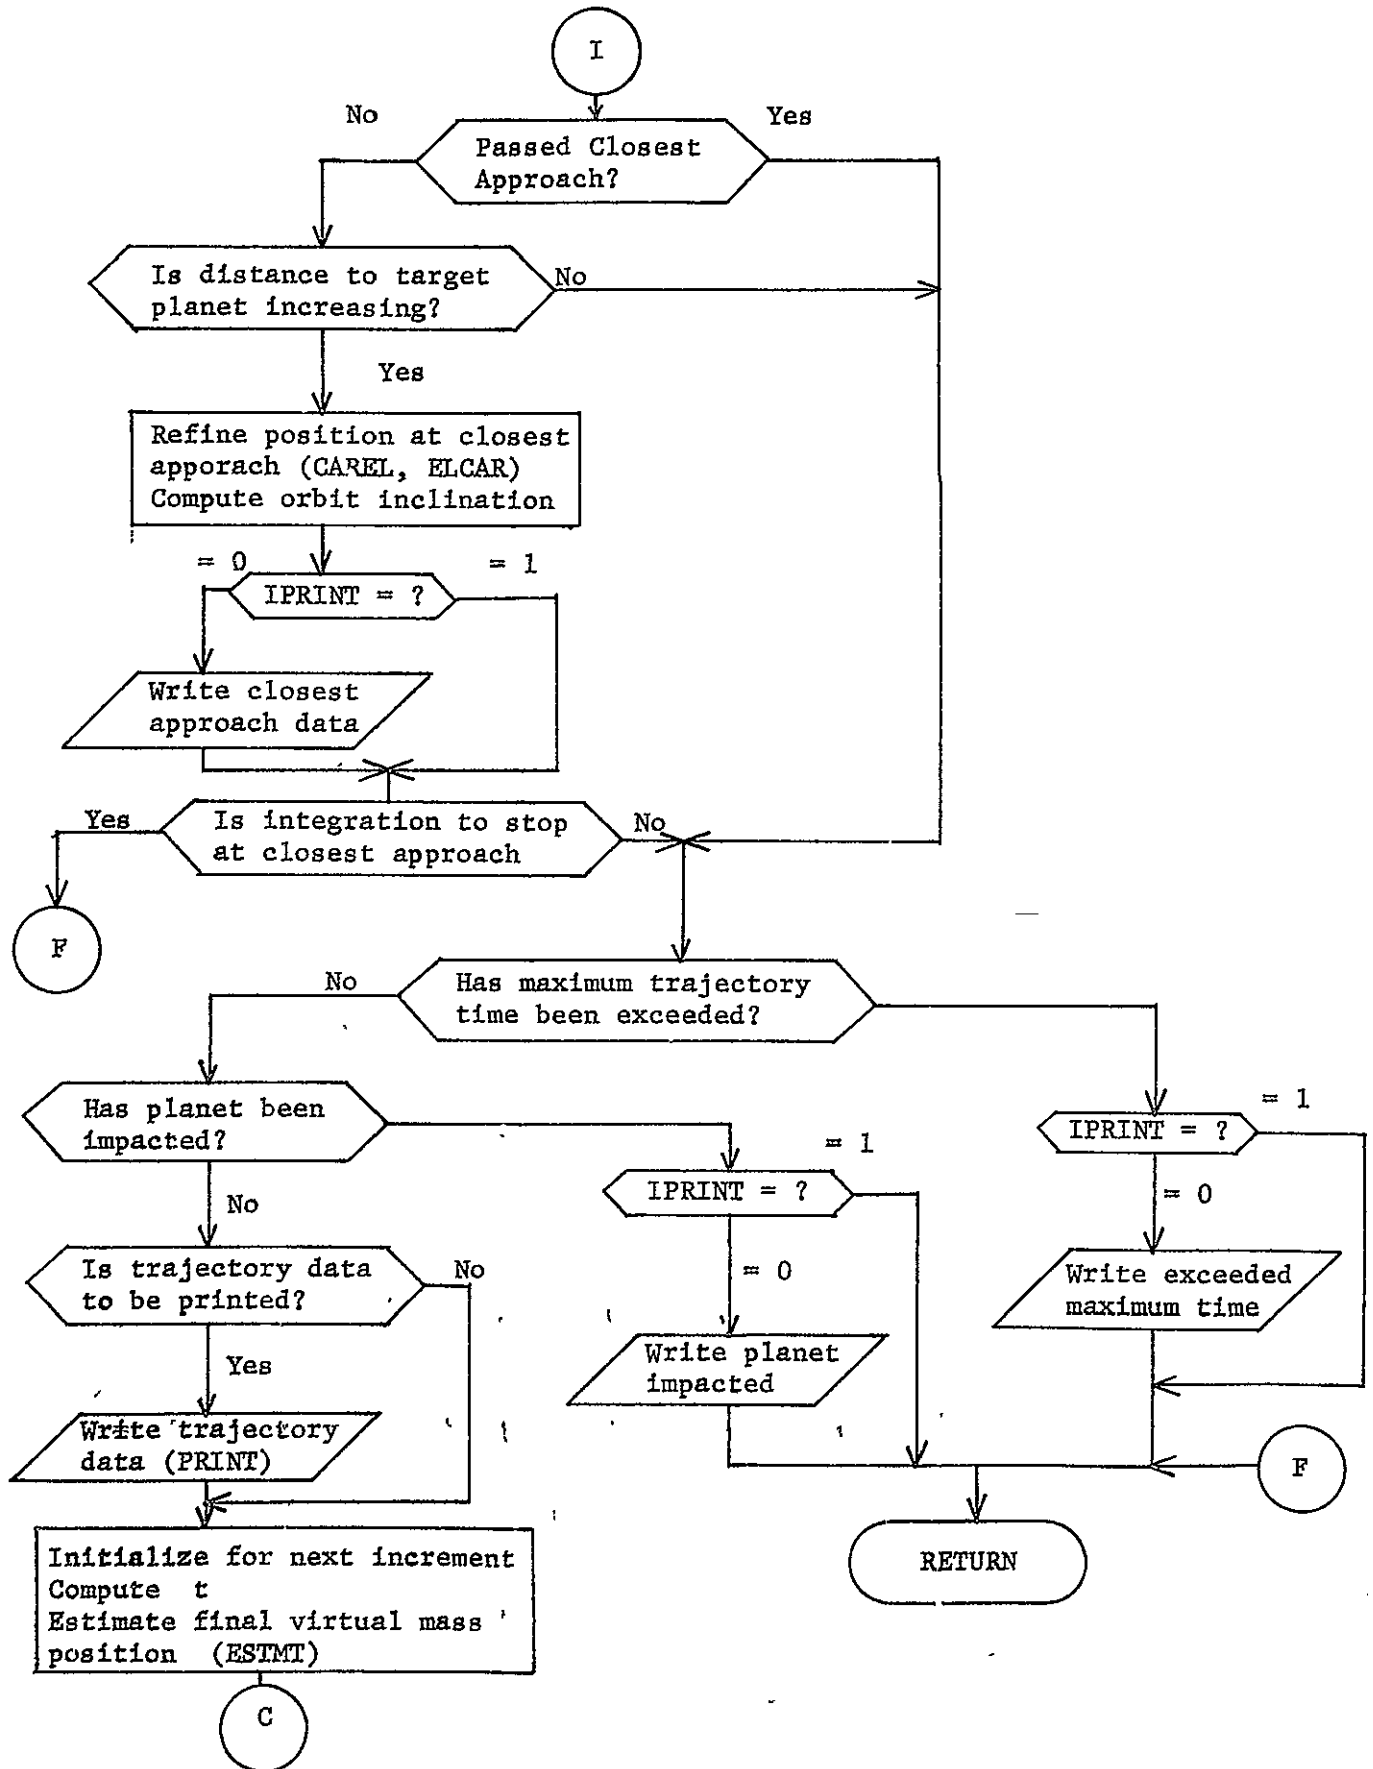 I
No
Yes
Passed Closest
Approach?
Is distance to target
planet increasing?
No
Yes
Refine position at closest
apporach (CAREL, ELCAR)
Compute orbit inclination
= 0
= 1
IPRINT = ?
Write closest
approach data
Yes
Is integration to stop
at closest approach
No
F
No
Has maximum trajectory
time been exceeded?
Has planet been
impacted?
= 1
IPRINT = ?
= 1
IPRINT = ?
= 0
No
Is trajectory data
to be printed?
No
= 0
Write exceeded
maximum time
Yes
Write planet
impacted
Write trajectory
data (PRINT)
F
Initialize for next increment
Compute t
Estimate final virtual mass
position (ESTMT)
RETURN
C